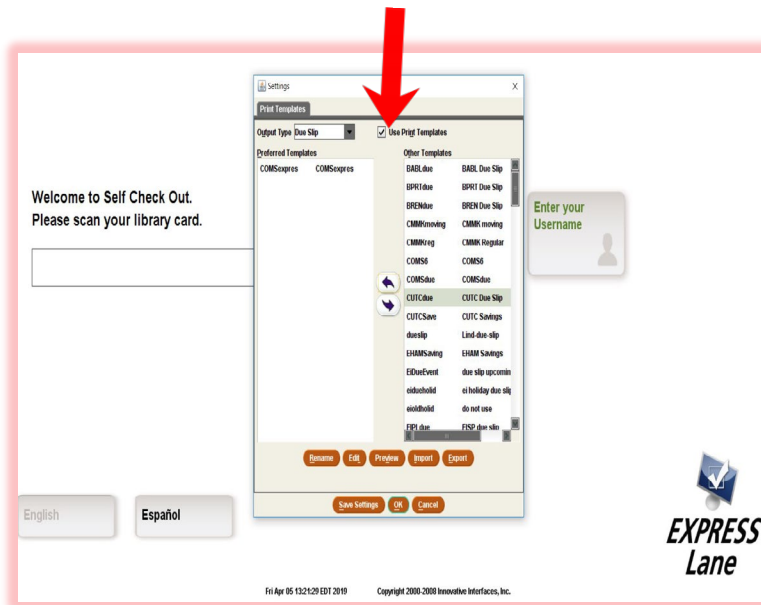 Settings
X
Print Templates
Output Type Due Slip
Use Print Templates
Preferred Templates
Other Templates
COMSexpres COMSexpres
BABLdue BABL Due Slip
BPRTdue BPRT Due Slip
BRENdue BREN Due Slip
CMMKmoving CMMK moving
CMMKreg CMMK Regular
COMS6 COMS6
COMSdue COMSdue
CUTCdue CUTC Due Slip
CUTCSave CUTC Savings
dueslip Lind-due-slip
EHAMSaving EHAM Savings
EiDueEvent due slip upcomin
eidueholid ei holiday due slip
eioldholid do not use
EISP due slip
Rename Edit Preview Import Export
Save Settings OK Cancel
Welcome to Self Check Out.
Please scan your library card.
Enter your
Username
English
Español
EXPRESS
Lane
Fri Apr 05 13:21:29 EDT 2019 Copyright 2000-2008 Innovative Interfaces, Inc.